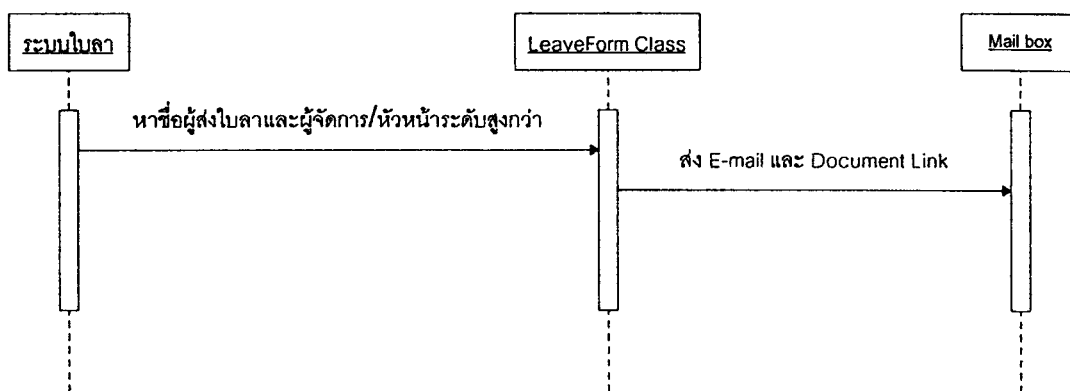 ระบบใบลา
LeaveForm Class
Mail box
หาชื่อผู้ส่งใบลาและผู้จัดการ/หัวหน้าระดับสูงกว่า
ส่ง E-mail และ Document Link